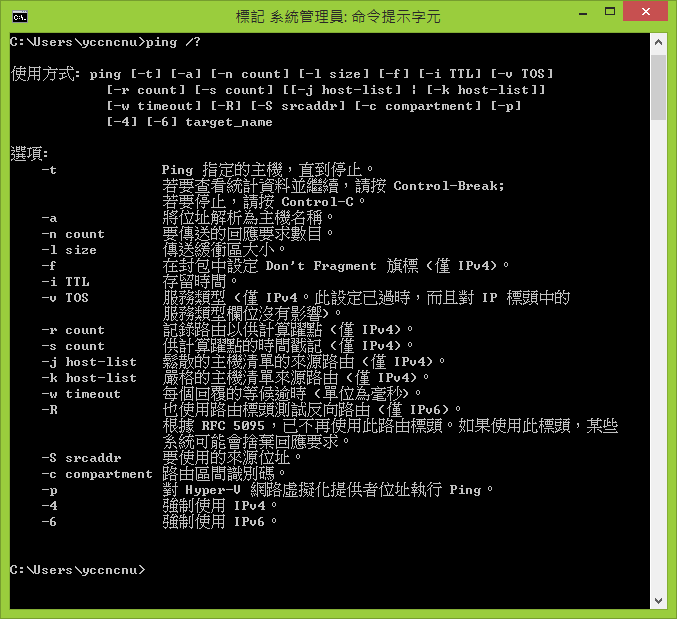 標記 系統管理員: 命令提示字元
C:\Users\yccncnu>ping /?
使用方式: ping [-t] [-a] [-n count] [-l size] [-f] [-i TTL] [-v TOS]
[-r count] [-s count] [[-j host-list] | [-k host-list]]
[-w timeout] [-R] [-S srcaddr] [-c compartment] [-p]
[-4] [-6] target_name
選項:
-t Ping 指定的主機，直到停止。
若要查看統計資料並繼續，請按 Control-Break;
若要停止，請按 Control-C。
-a 將位址解析為主機名稱。
-n count 要傳送的回應要求數目。
-l size 傳送緩衝區大小。
-f 在封包中設定 Don't Fragment 旗標 (僅 IPv4)。
-i TTL 存留時間。
-v TOS 服務類型 (僅 IPv4。此設定已過時，而且對 IP 標頭中的
服務類型欄位沒有影響)。
-r count 記錄路由以供計算躍點 (僅 IPv4)。
-s count 供計算躍點的時間戳記 (僅 IPv4)。
-j host-list 鬆散的主機清單的來源路由 (僅 IPv4)。
-k host-list 嚴格的主機清單來源路由 (僅 IPv4)。
-w timeout 每個回覆的等候逾時 (單位為毫秒)。
-R 也使用路由標頭測試反向路由 (僅 IPv6)。
根據 RFC 5095，已不再使用此路由標頭。如果使用此標頭，某些
系統可能會捨棄回應要求。
-S srcaddr 要使用的來源位址。
-c compartment 路由區間識別碼。
-p 對 Hyper-V 網路虛擬化提供者位址執行 Ping。
-4 強制使用 IPv4。
-6 強制使用 IPv6。
C:\Users\yccncnu>